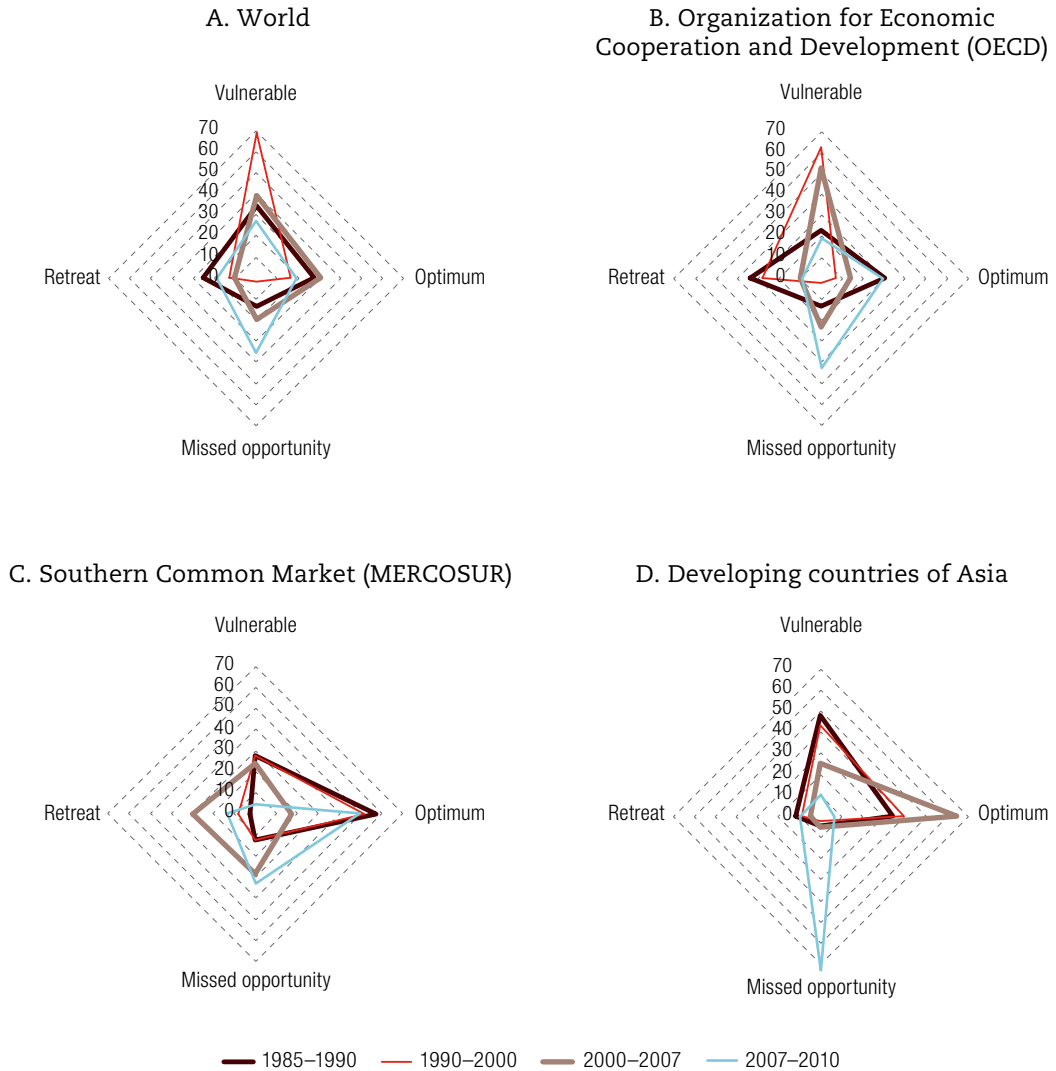 A. World
Vulnerable
70
60
50
40
30
20
10
0
Retreat
Optimum
Missed opportunity
B. Organization for Economic
Cooperation and Development (OECD)
Vulnerable
70
60
50
40
30
20
10
0
Retreat
Optimum
Missed opportunity
C. Southern Common Market (MERCOSUR)
Vulnerable
70
60
50
40
30
20
10
0
Retreat
Optimum
Missed opportunity
D. Developing countries of Asia
Vulnerable
70
60
50
40
30
20
10
0
Retreat
Optimum
Missed opportunity
1985–1990 1990–2000 2000–2007 2007–2010